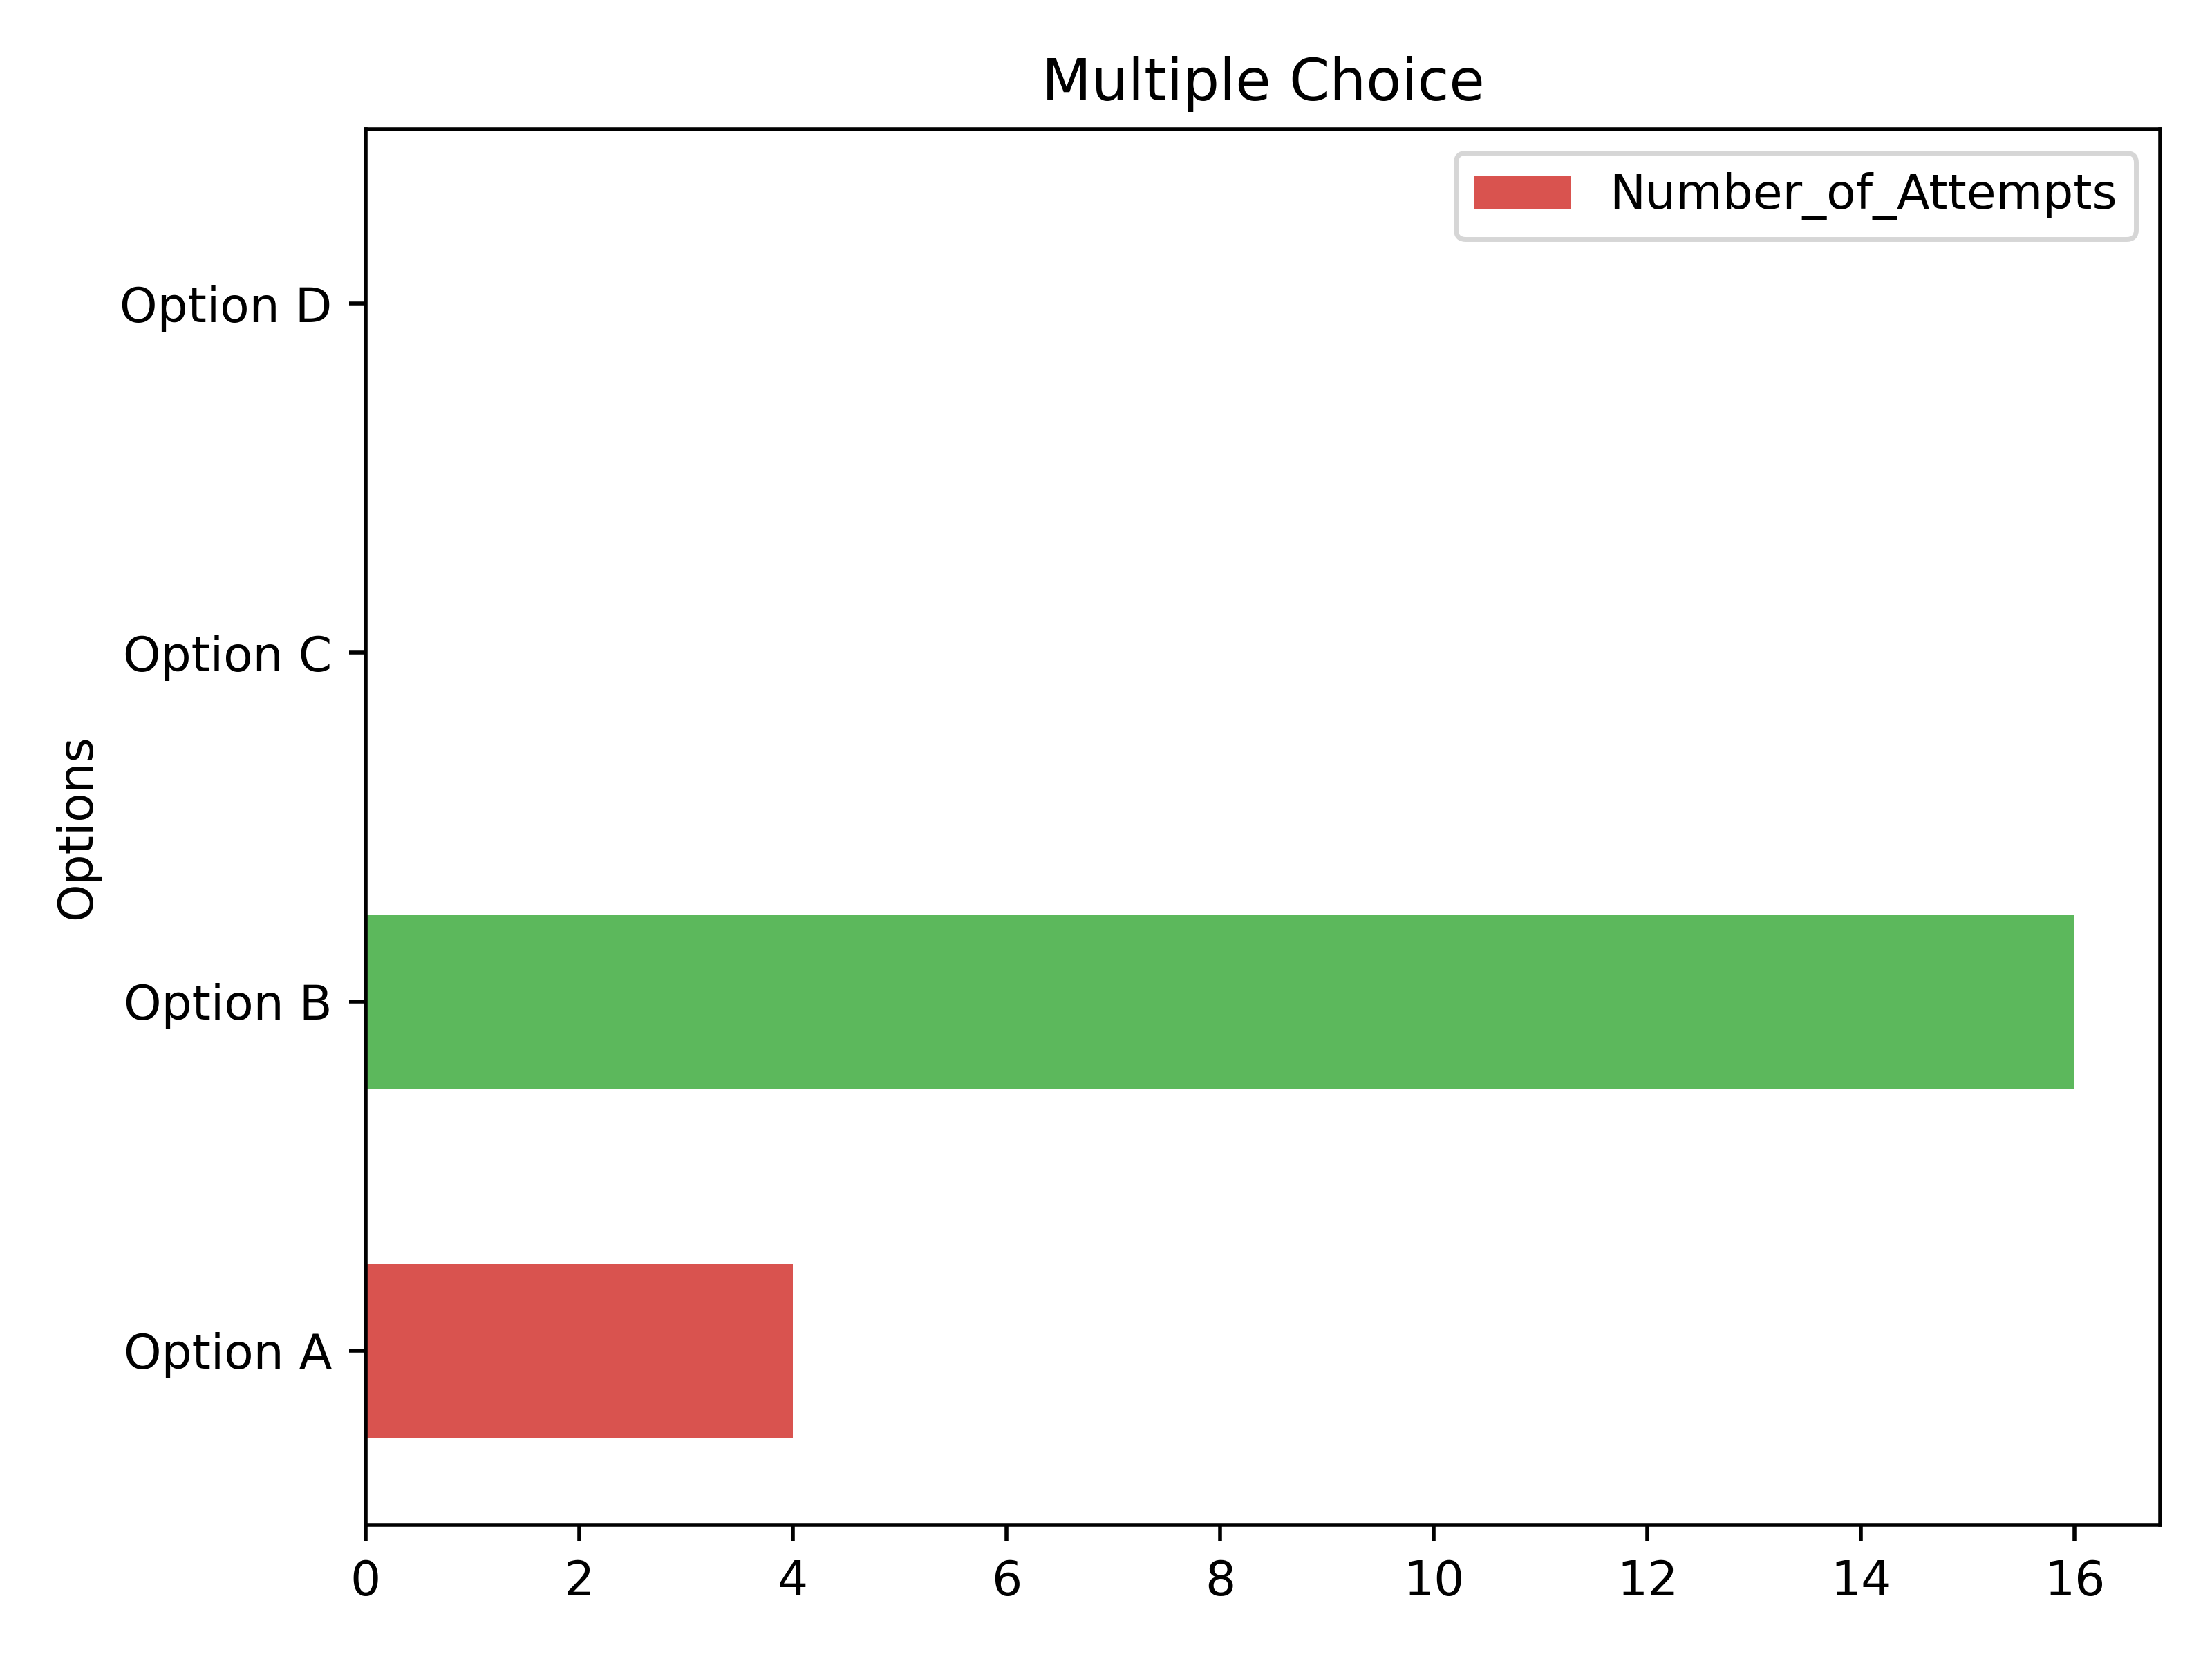 Multiple Choice
Number_of_Attempts
Option D
Option C
Option B
Option A
Options
0 2 4 6 8 10 12 14 16